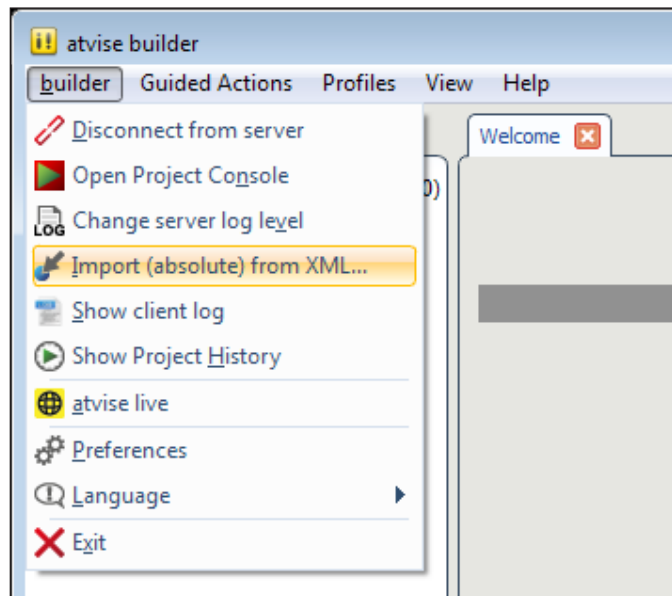 atvise builder
builder Guided Actions Profiles View Help
Disconnect from server
Welcome
Open Project Console
0)
LOG Change server log level
Import (absolute) from XML...
Show client log
Show Project History
atvise live
Preferences
Language
Exit